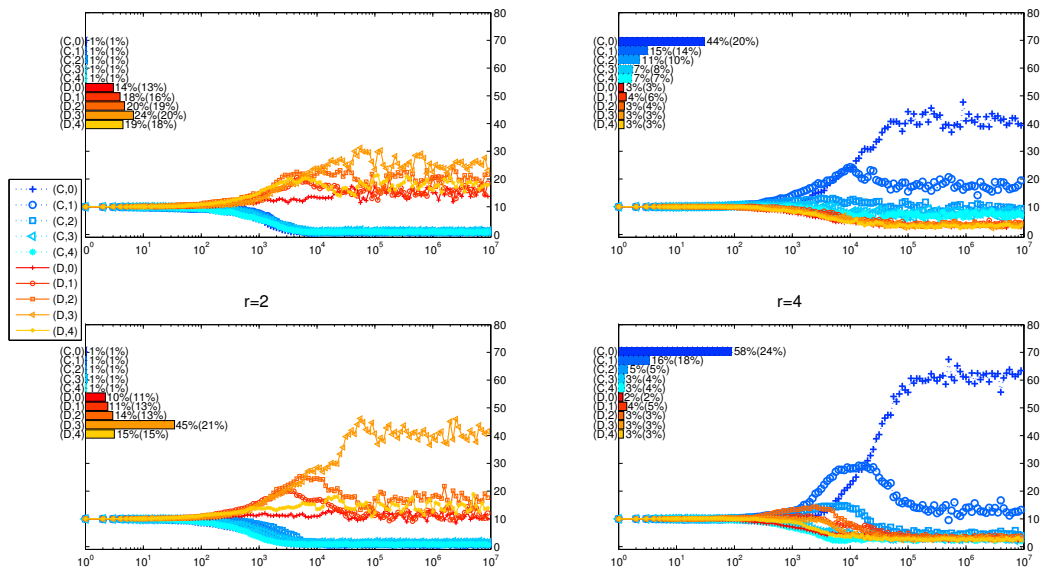 (C,0) 1%(1%)
(C,1) 1%(1%)
(C,2) 1%(1%)
(C,3) 1%(1%)
(C,4) 1%(1%)
(D,0) 14%(13%)
(D,1) 18%(16%)
(D,2) 20%(19%)
(D,3) 24%(20%)
(D,4) 19%(18%)
80
70
60
50
40
30
20
10
0
10^0 10^1 10^2 10^3 10^4 10^5 10^6 10^7
(C,0) 44%(20%)
(C,1) 15%(14%)
(C,2) 11%(10%)
(C,3) 7%(8%)
(C,4) 7%(7%)
(D,0) 3%(3%)
(D,1) 4%(6%)
(D,2) 3%(4%)
(D,3) 3%(3%)
(D,4) 3%(3%)
80
70
60
50
40
30
20
10
0
10^0 10^1 10^2 10^3 10^4 10^5 10^6 10^7
(C,0)
(C,1)
(C,2)
(C,3)
(C,4)
(D,0)
(D,1)
(D,2)
(D,3)
(D,4)
r=2
r=4
(C,0) 1%(1%)
(C,1) 1%(1%)
(C,2) 1%(1%)
(C,3) 1%(1%)
(C,4) 1%(1%)
(D,0) 10%(11%)
(D,1) 11%(13%)
(D,2) 14%(13%)
(D,3) 45%(21%)
(D,4) 15%(15%)
80
70
60
50
40
30
20
10
0
10^0 10^1 10^2 10^3 10^4 10^5 10^6 10^7
(C,0) 58%(24%)
(C,1) 16%(18%)
(C,2) 5%(5%)
(C,3) 3%(4%)
(C,4) 3%(4%)
(D,0) 2%(2%)
(D,1) 4%(5%)
(D,2) 3%(3%)
(D,3) 3%(3%)
(D,4) 3%(3%)
80
70
60
50
40
30
20
10
0
10^0 10^1 10^2 10^3 10^4 10^5 10^6 10^7